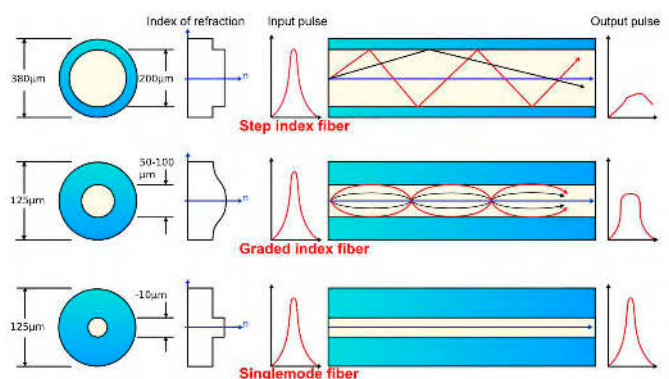 Index of refraction
Input pulse
Output pulse
380µm
200µm
n
Step index fiber
125µm
50-100
µm
n
Graded index fiber
125µm
-10µm
n
Singlemode fiber